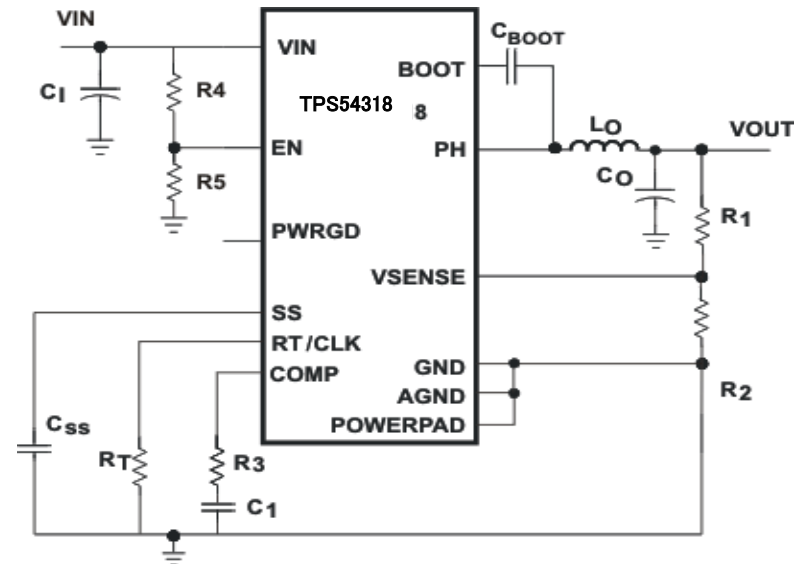 VIN
VIN
CI
R4
TPS54318
8
BOOT
CBOOT
EN
PH
LO
VOUT
R5
CO
R1
PWRGD
VSENSE
SS
RT/CLK
COMP
GND
AGND
POWERPAD
R2
CSS
RT
R3
C1